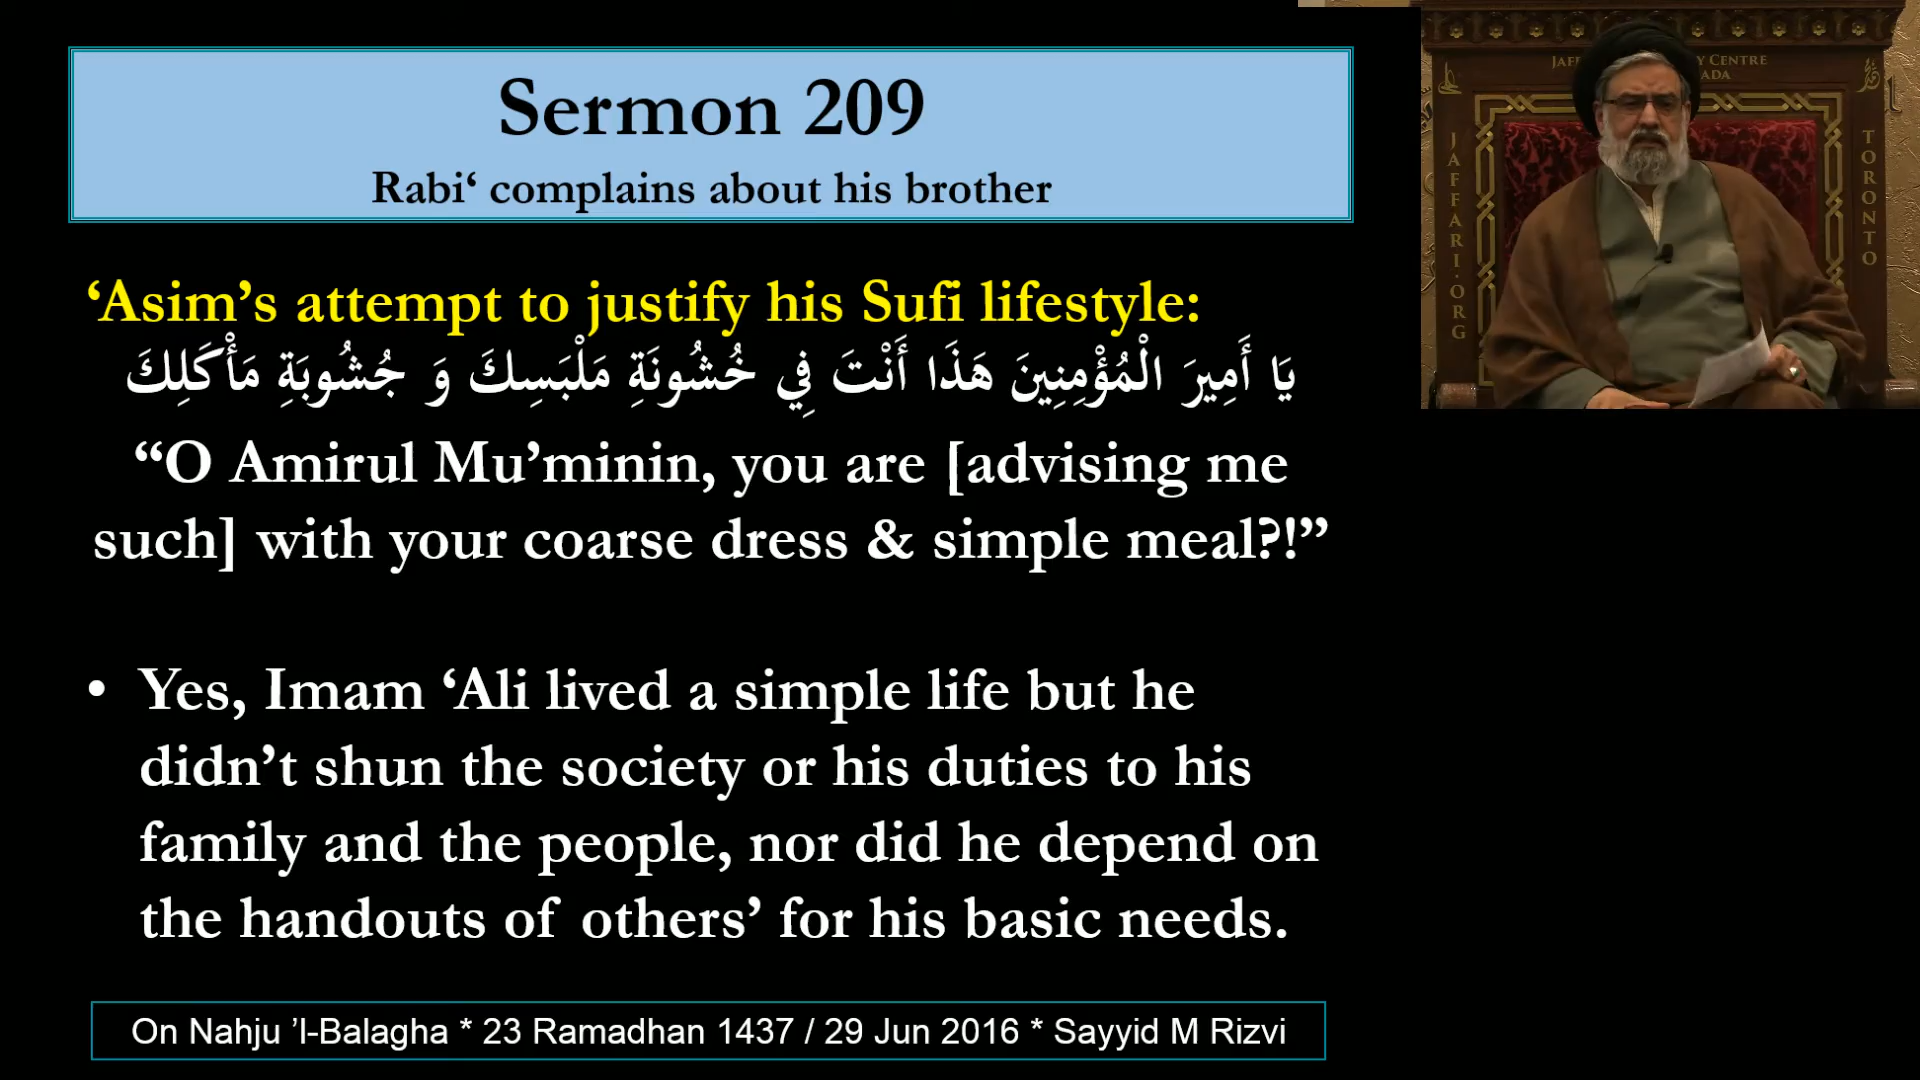 Sermon 209
Rabi‘ complains about his brother
‘Asim’s attempt to justify his Sufi lifestyle:
يَا أَمِيرَ الْمُؤْمِنِينَ هَذَا أَنْتَ فِي خُشُونَةِ مَلْبَسِكَ وَ جُشُوبَةِ مَأْكَلِكَ
“O Amirul Mu’minin, you are [advising me
such] with your coarse dress & simple meal?!”
• Yes, Imam ‘Ali lived a simple life but he
didn’t shun the society or his duties to his
family and the people, nor did he depend on
the handouts of others’ for his basic needs.
On Nahju ’l-Balagha * 23 Ramadhan 1437 / 29 Jun 2016 * Sayyid M Rizvi
JAFFARI.ORG
TORONTO
CENTRE